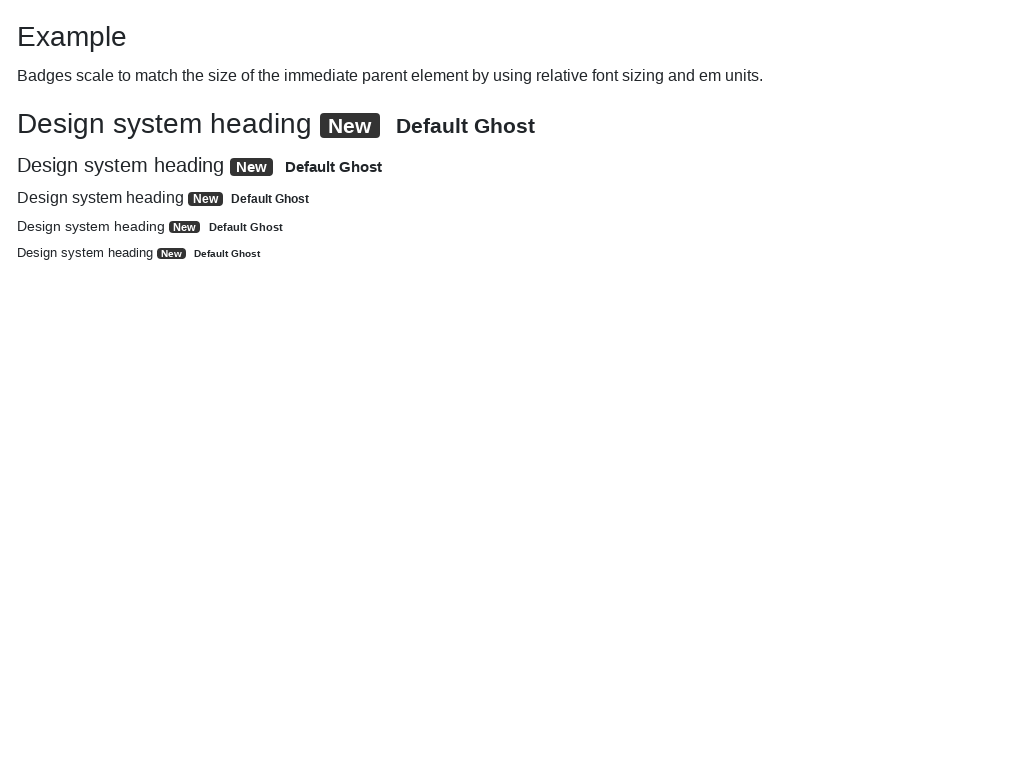 Example
Badges scale to match the size of the immediate parent element by using relative font sizing and em units.
Design system heading New Default Ghost
Design system heading New Default Ghost
Design system heading New Default Ghost
Design system heading New Default Ghost
Design system heading New Default Ghost